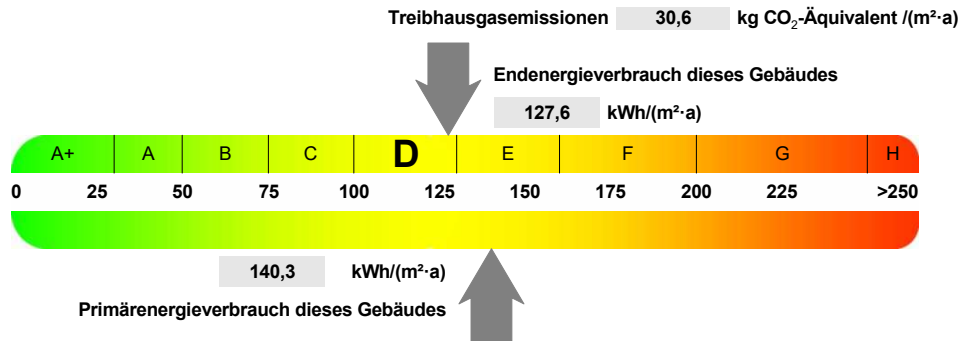 Treibhausgasemissionen 30,6 kg CO₂-Äquivalent /(m²·a)
Endenergieverbrauch dieses Gebäudes
127,6 kWh/(m²·a)
A+ A B C D E F G H
0 25 50 75 100 125 150 175 200 225 >250
140,3 kWh/(m²·a)
Primärenergieverbrauch dieses Gebäudes